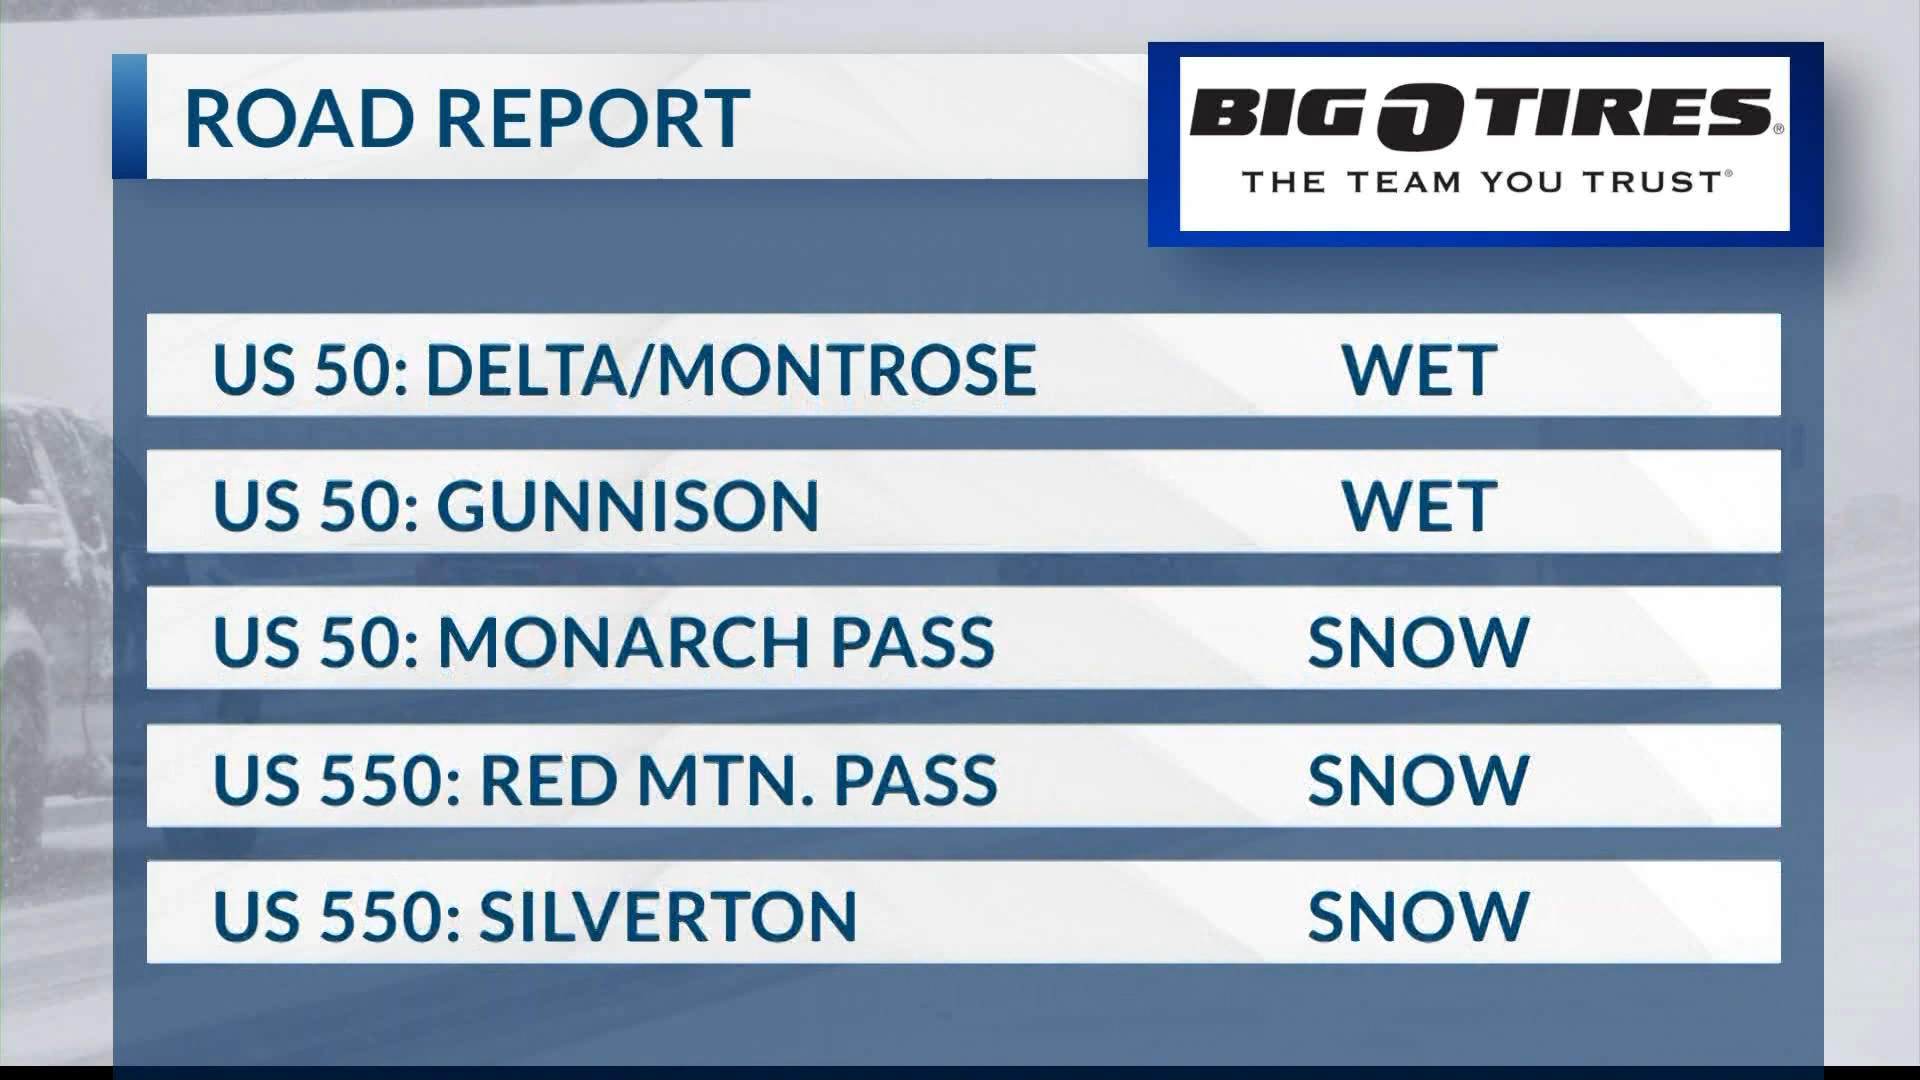 ROAD REPORT
BIG O TIRES®
THE TEAM YOU TRUST®
US 50: DELTA/MONTROSE WET
US 50: GUNNISON WET
US 50: MONARCH PASS SNOW
US 550: RED MTN. PASS SNOW
US 550: SILVERTON SNOW